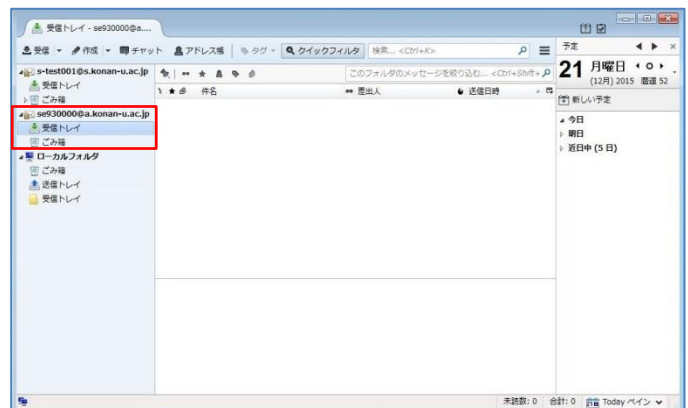 受信トレイ - se930000@a....
受信 作成 チャット アドレス帳 タグ クイックフィルタ 検索... <Ctrl+K>
このフォルダのメッセージを絞り込む... <Ctrl+Shift+
件名 差出人 送信日時
s-test001@s.konan-u.ac.jp
受信トレイ
ごみ箱
se930000@a.konan-u.ac.jp
受信トレイ
ごみ箱
ローカルフォルダ
ごみ箱
送信トレイ
受信トレイ
予定
21 月曜日
(12月) 2015 暦週 52
新しい予定
今日
明日
近日中 (5 日)
未読数: 0 合計: 0 21 Today ペイン